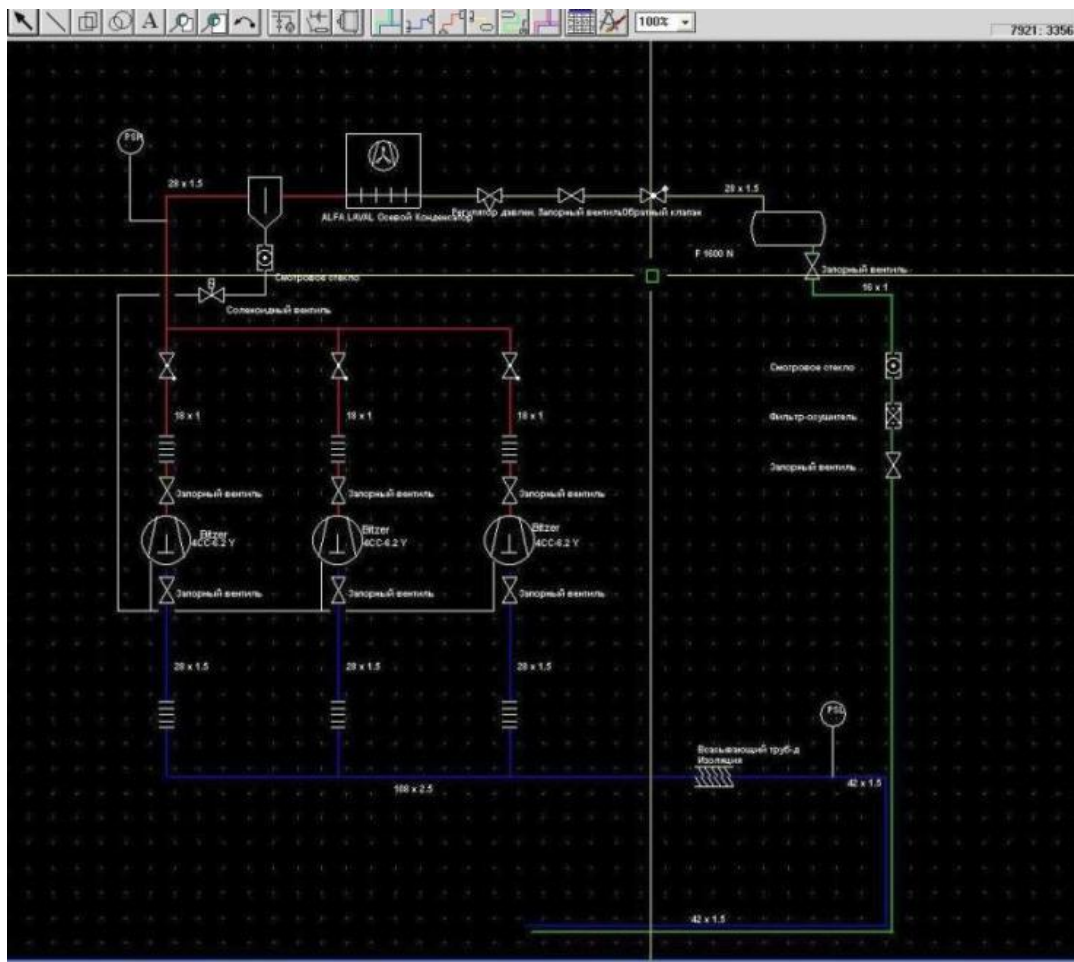 A
100%
7921: 3356
PSH
28 x 1.5
28 x 1.5
ALFA LAVAL Осевой Конденсатор
Регулятор давлен.
Запорный вентиль
Обратный клапан
F 1600 N
Запорный вентиль
16 x 1
Смотровое стекло
Соленоидный вентиль
Смотровое стекло
18 x 1
18 x 1
18 x 1
Фильтр-осушитель
Запорный вентиль
Запорный вентиль
Запорный вентиль
Запорный вентиль
Bitzer
4CC-6.2 Y
Bitzer
4CC-6.2 Y
Bitzer
4CC-6.2 Y
Запорный вентиль
Запорный вентиль
Запорный вентиль
28 x 1.5
28 x 1.5
28 x 1.5
Всасывающий труб-д
Изоляция
108 x 2.5
42 x 1.5
42 x 1.5